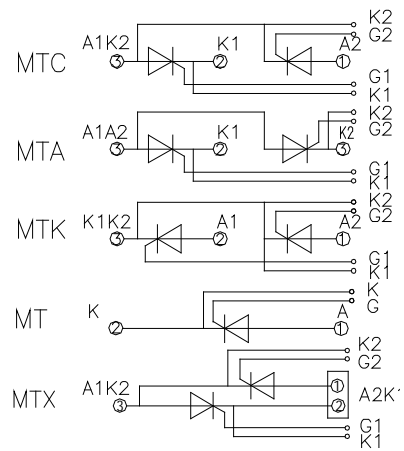 K2
A1K2 K1 A2 G2
MTC 3 2 1
G1
K1
A1A2 K1 K2 K2
G2
MTA 3 2 3
G1
K1
K1K2 A1 A2 K2
G2
MTK 3 2 1
G1
K1
K A K
G
MT 2 1
K2
G2
A1K2 1 A2K1
MTX 3 2
G1
K1